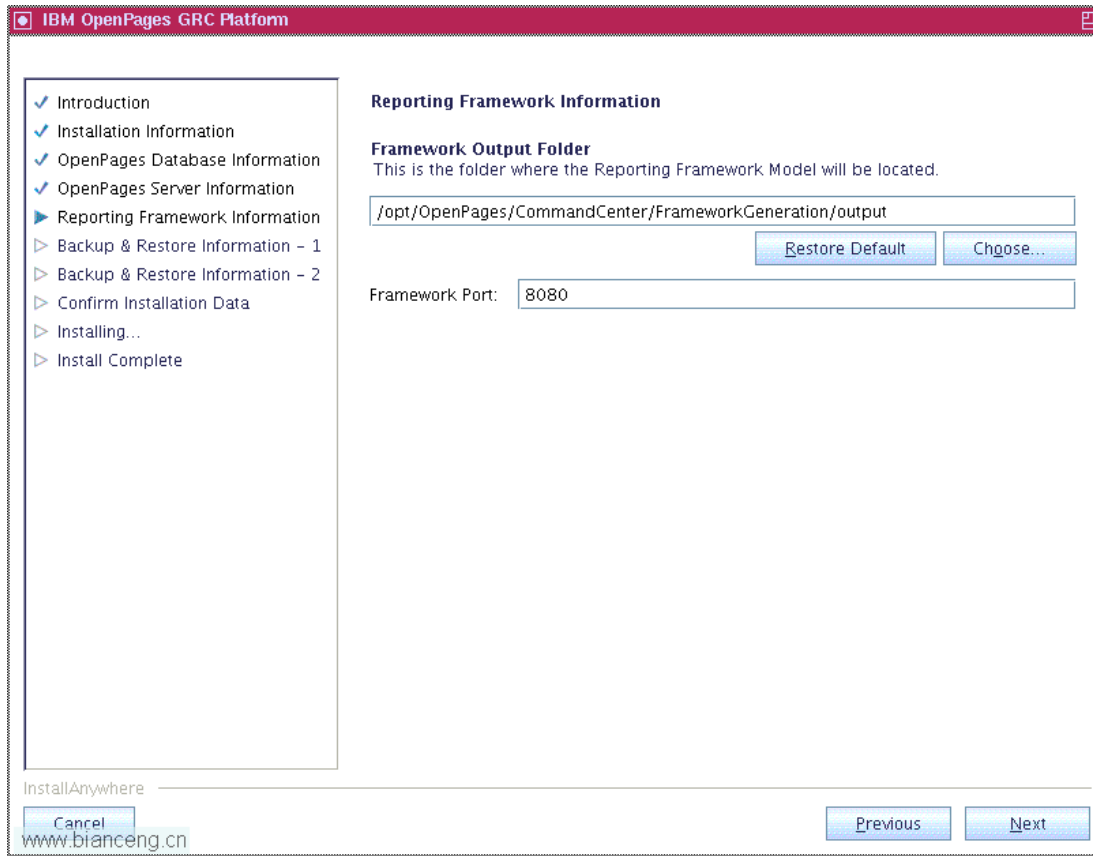 IBM OpenPages GRC Platform
Introduction
Installation Information
OpenPages Database Information
OpenPages Server Information
Reporting Framework Information
Backup & Restore Information – 1
Backup & Restore Information – 2
Confirm Installation Data
Installing...
Install Complete
Reporting Framework Information
Framework Output Folder
This is the folder where the Reporting Framework Model will be located.
/opt/OpenPages/CommandCenter/FrameworkGeneration/output
Restore Default
Choose...
Framework Port:
8080
InstallAnywhere
Cancel
Previous
Next
www.bianceng.cn